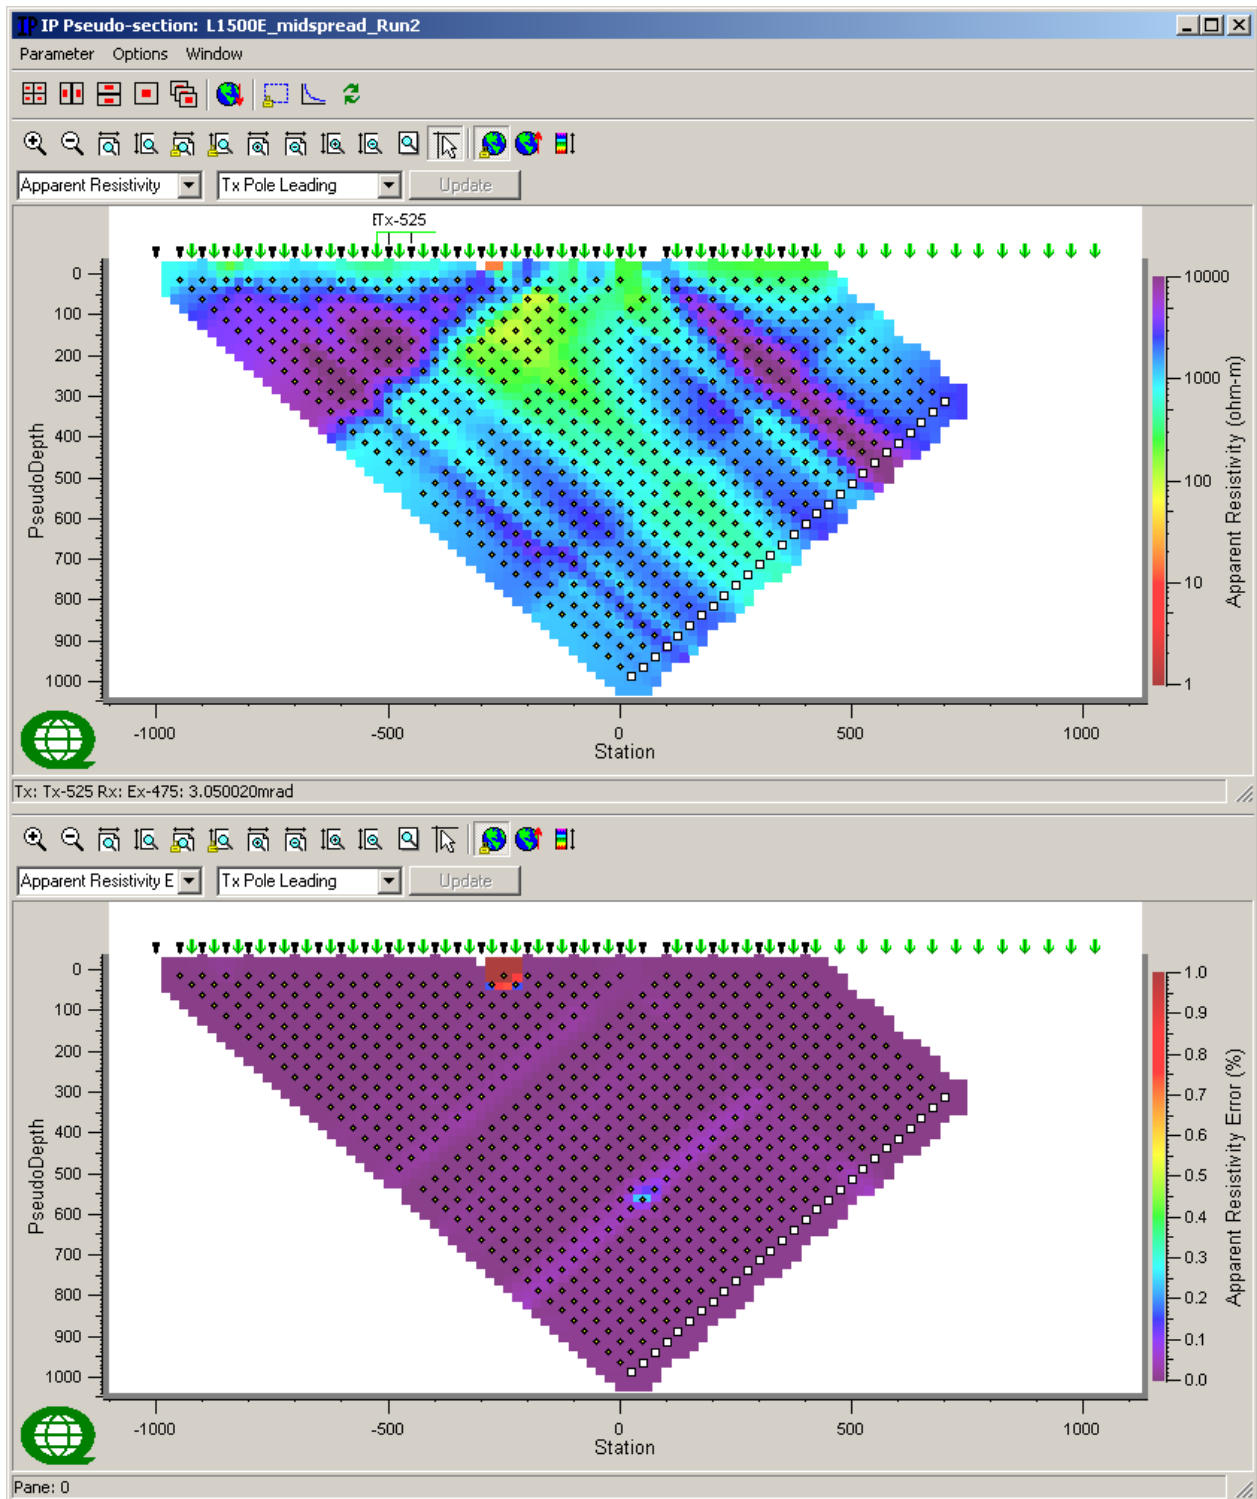 IP IP Pseudo-section: L1500E_midspread_Run2
Parameter Options Window
Apparent Resistivity Tx Pole Leading Update
Tx-525
0
100
200
300
400
500
600
700
800
900
1000
PseudoDepth
-1000 -500 0 500 1000
Station
10000
1000
100
10
1
Apparent Resistivity (ohm-m)
Tx: Tx-525 Rx: Ex-475: 3.050020mrad
Apparent Resistivity E Tx Pole Leading Update
0
100
200
300
400
500
600
700
800
900
1000
PseudoDepth
-1000 -500 0 500 1000
Station
1.0
0.9
0.8
0.7
0.6
0.5
0.4
0.3
0.2
0.1
0.0
Apparent Resistivity Error (%)
Pane: 0